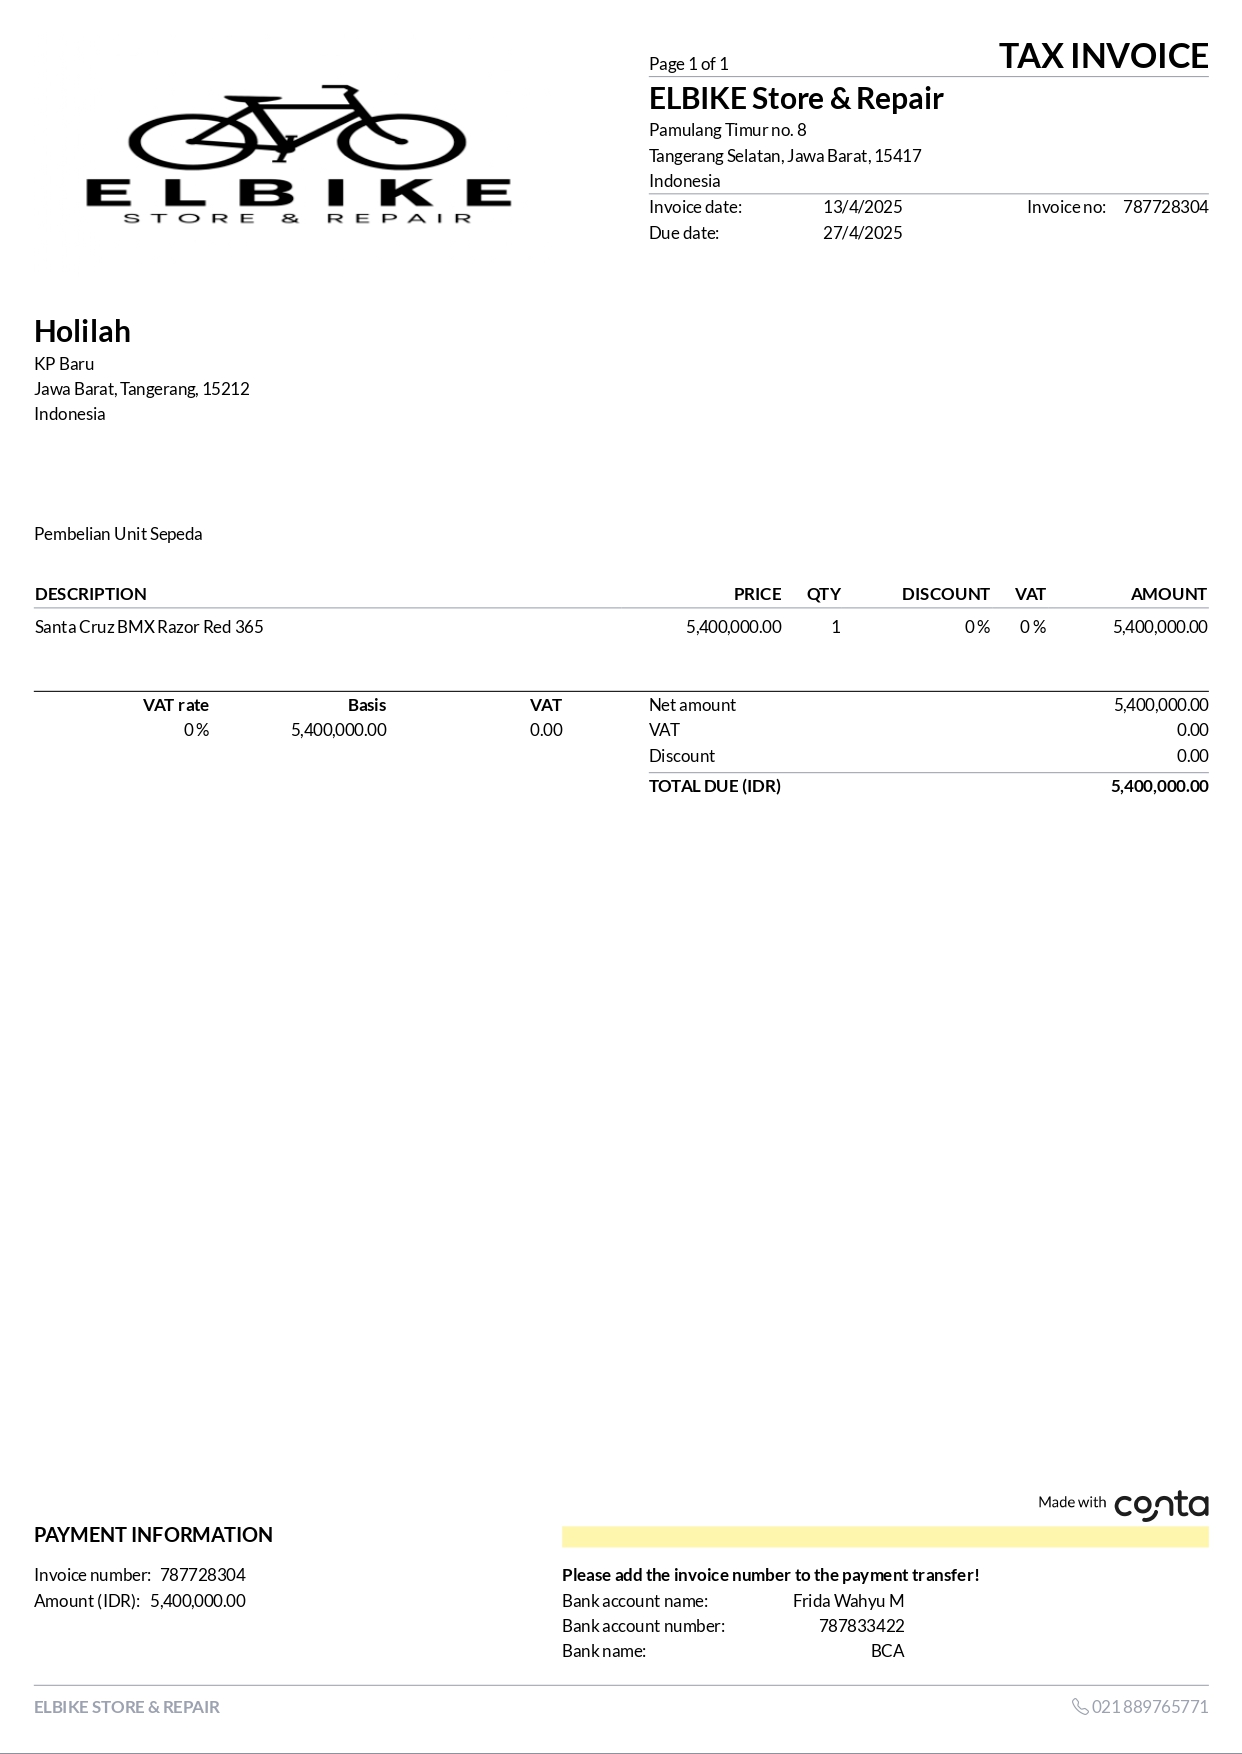 ELBIKE
STORE & REPAIR
Page 1 of 1 TAX INVOICE
ELBIKE Store & Repair
Pamulang Timur no. 8
Tangerang Selatan, Jawa Barat, 15417
Indonesia
Invoice date: 13/4/2025 Invoice no: 787728304
Due date: 27/4/2025
Holilah
KP Baru
Jawa Barat, Tangerang, 15212
Indonesia
Pembelian Unit Sepeda
DESCRIPTION PRICE QTY DISCOUNT VAT AMOUNT
Santa Cruz BMX Razor Red 365 5,400,000.00 1 0 % 0 % 5,400,000.00
VAT rate Basis VAT Net amount 5,400,000.00
0 % 5,400,000.00 0.00 VAT 0.00
Discount 0.00
TOTAL DUE (IDR) 5,400,000.00
Made with conta
PAYMENT INFORMATION
Invoice number: 787728304 Please add the invoice number to the payment transfer!
Amount (IDR): 5,400,000.00 Bank account name: Frida Wahyu M
Bank account number: 787833422
Bank name: BCA
ELBIKE STORE & REPAIR 021 889765771